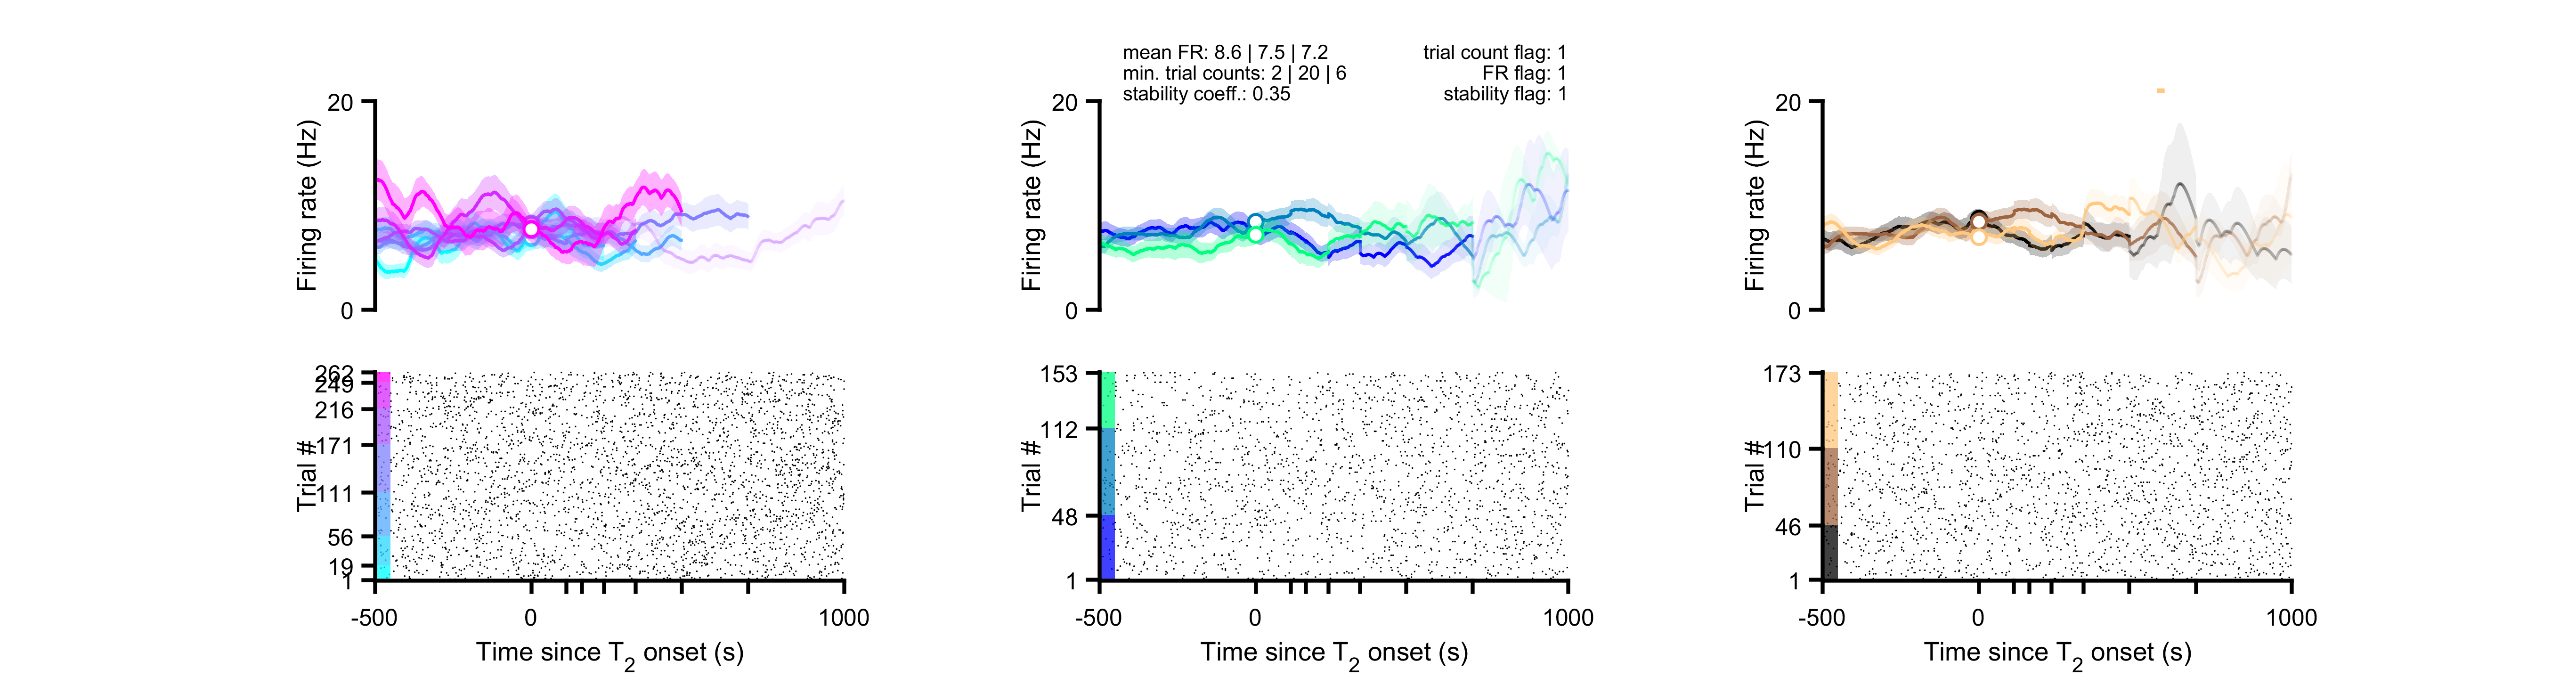 mean FR: 8.6 | 7.5 | 7.2
min. trial counts: 2 | 20 | 6
stability coeff.: 0.35
trial count flag: 1
FR flag: 1
stability flag: 1
20
Firing rate (Hz)
0
20
Firing rate (Hz)
0
20
Firing rate (Hz)
0
262
249
216
171
111
56
19
1
Trial #
-500
0
1000
Time since T2 onset (s)
153
112
48
1
Trial #
-500
0
1000
Time since T2 onset (s)
173
110
46
1
Trial #
-500
0
1000
Time since T2 onset (s)